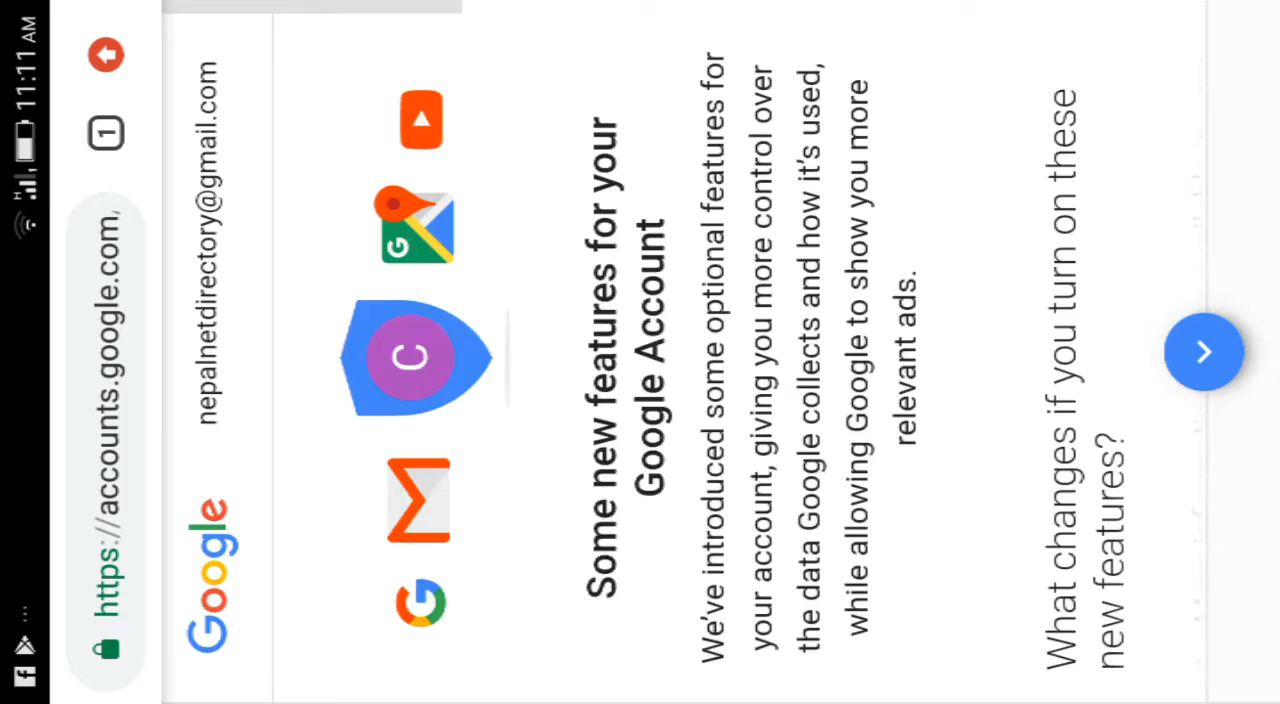 11:11 AM
https://accounts.google.com/
1
Google nepalnetdirectory@gmail.com
G
C
G
Some new features for your
Google Account
We've introduced some optional features for
your account, giving you more control over
the data Google collects and how it's used,
while allowing Google to show you more
relevant ads.
What changes if you turn on these
new features?